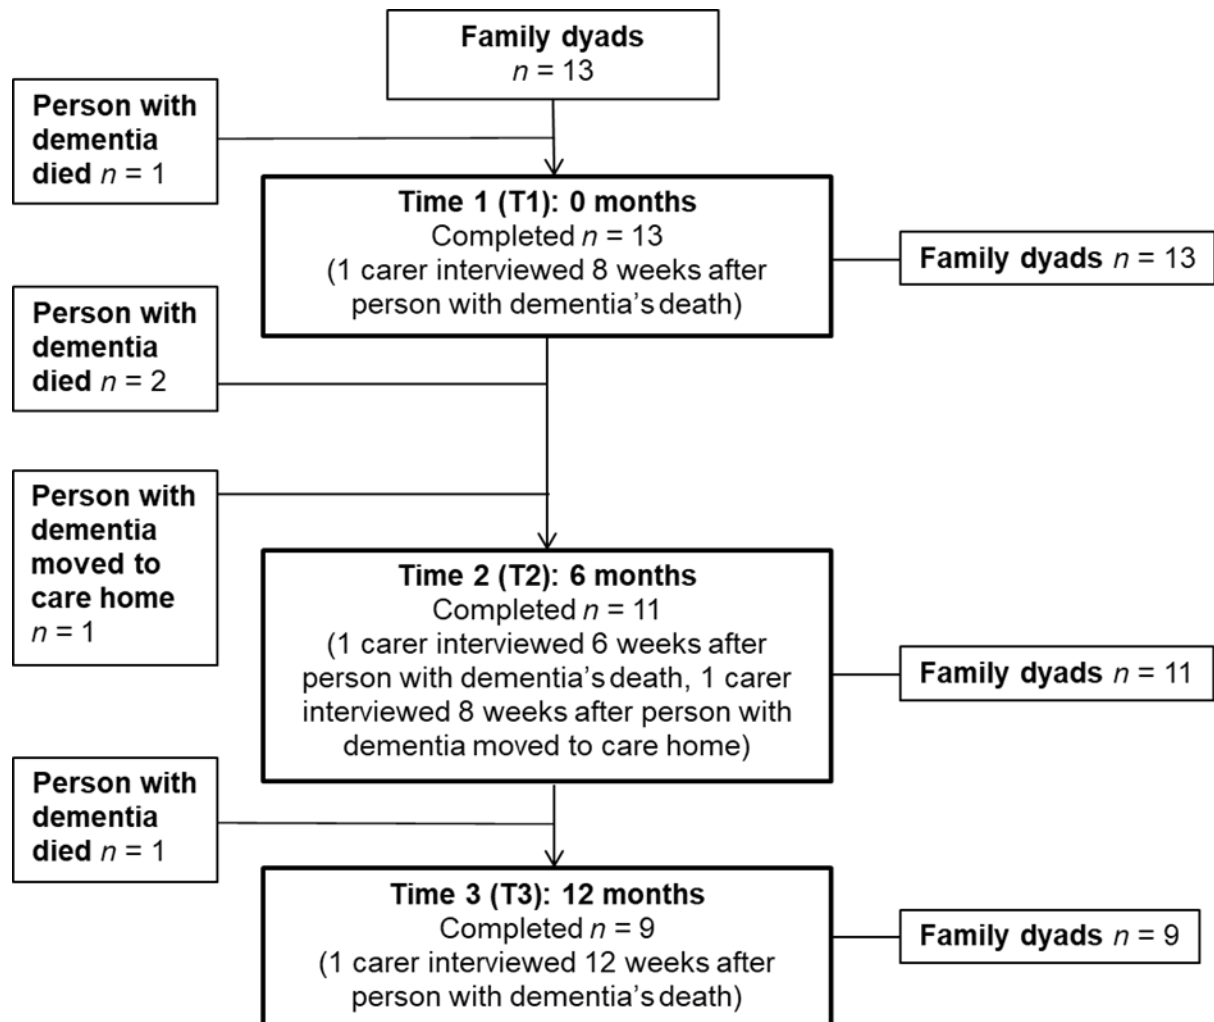 Family dyads
n = 13
Person with
dementia
died n = 1
Time 1 (T1): 0 months
Completed n = 13
(1 carer interviewed 8 weeks after
person with dementia’s death)
Family dyads n = 13
Person with
dementia
died n = 2
Person with
dementia
moved to
care home
n = 1
Time 2 (T2): 6 months
Completed n = 11
(1 carer interviewed 6 weeks after
person with dementia’s death, 1 carer
interviewed 8 weeks after person with
dementia moved to care home)
Family dyads n = 11
Person with
dementia
died n = 1
Time 3 (T3): 12 months
Completed n = 9
(1 carer interviewed 12 weeks after
person with dementia’s death)
Family dyads n = 9